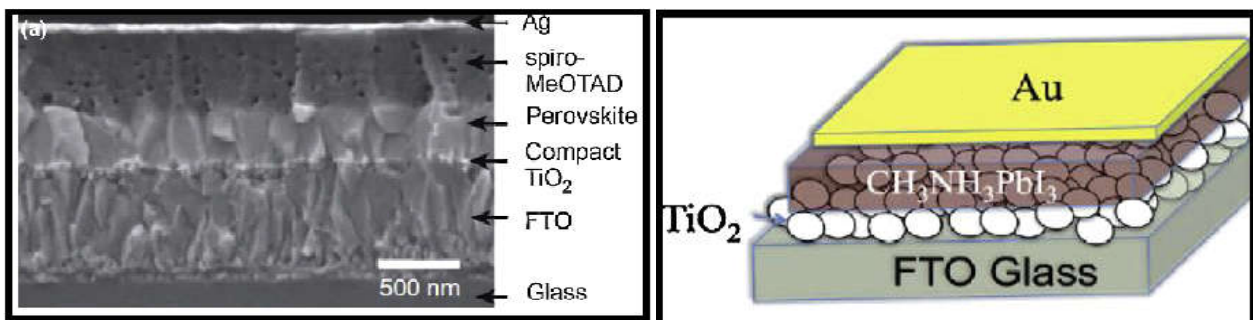 (a)
Ag
spiro-
MeOTAD
Perovskite
Compact
TiO₂
FTO
500 nm
Glass
Au
CH₃NH₃PbI₃
TiO₂
FTO Glass